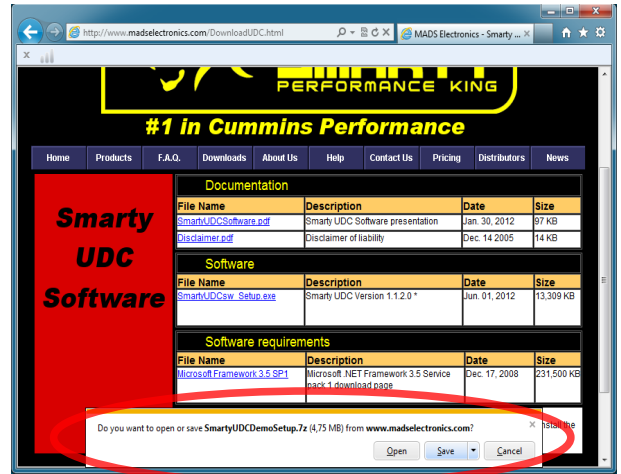 http://www.madselectronics.com/DownloadUDC.html
MADS Electronics - Smarty ...
PERFORMANCE KING
#1 in Cummins Performance
Home Products F.A.Q. Downloads About Us Help Contact Us Pricing Distributors News
Smarty
UDC
Software
Documentation
File Name Description Date Size
SmartyUDCSoftware.pdf Smarty UDC Software presentation Jan. 30, 2012 97 KB
Disclaimer.pdf Disclaimer of liability Dec. 14 2005 14 KB
Software
File Name Description Date Size
SmartyUDCsw_Setup.exe Smarty UDC Version 1.1.2.0 * Jun. 01, 2012 13,309 KB
Software requirements
File Name Description Date Size
Microsoft Framework 3.5 SP1 Microsoft .NET Framework 3.5 Service Dec. 17, 2008 231,500 KB
pack 1 download page
install the
Do you want to open or save SmartyUDCDemoSetup.7z (4,75 MB) from www.madselectronics.com?
Open Save Cancel